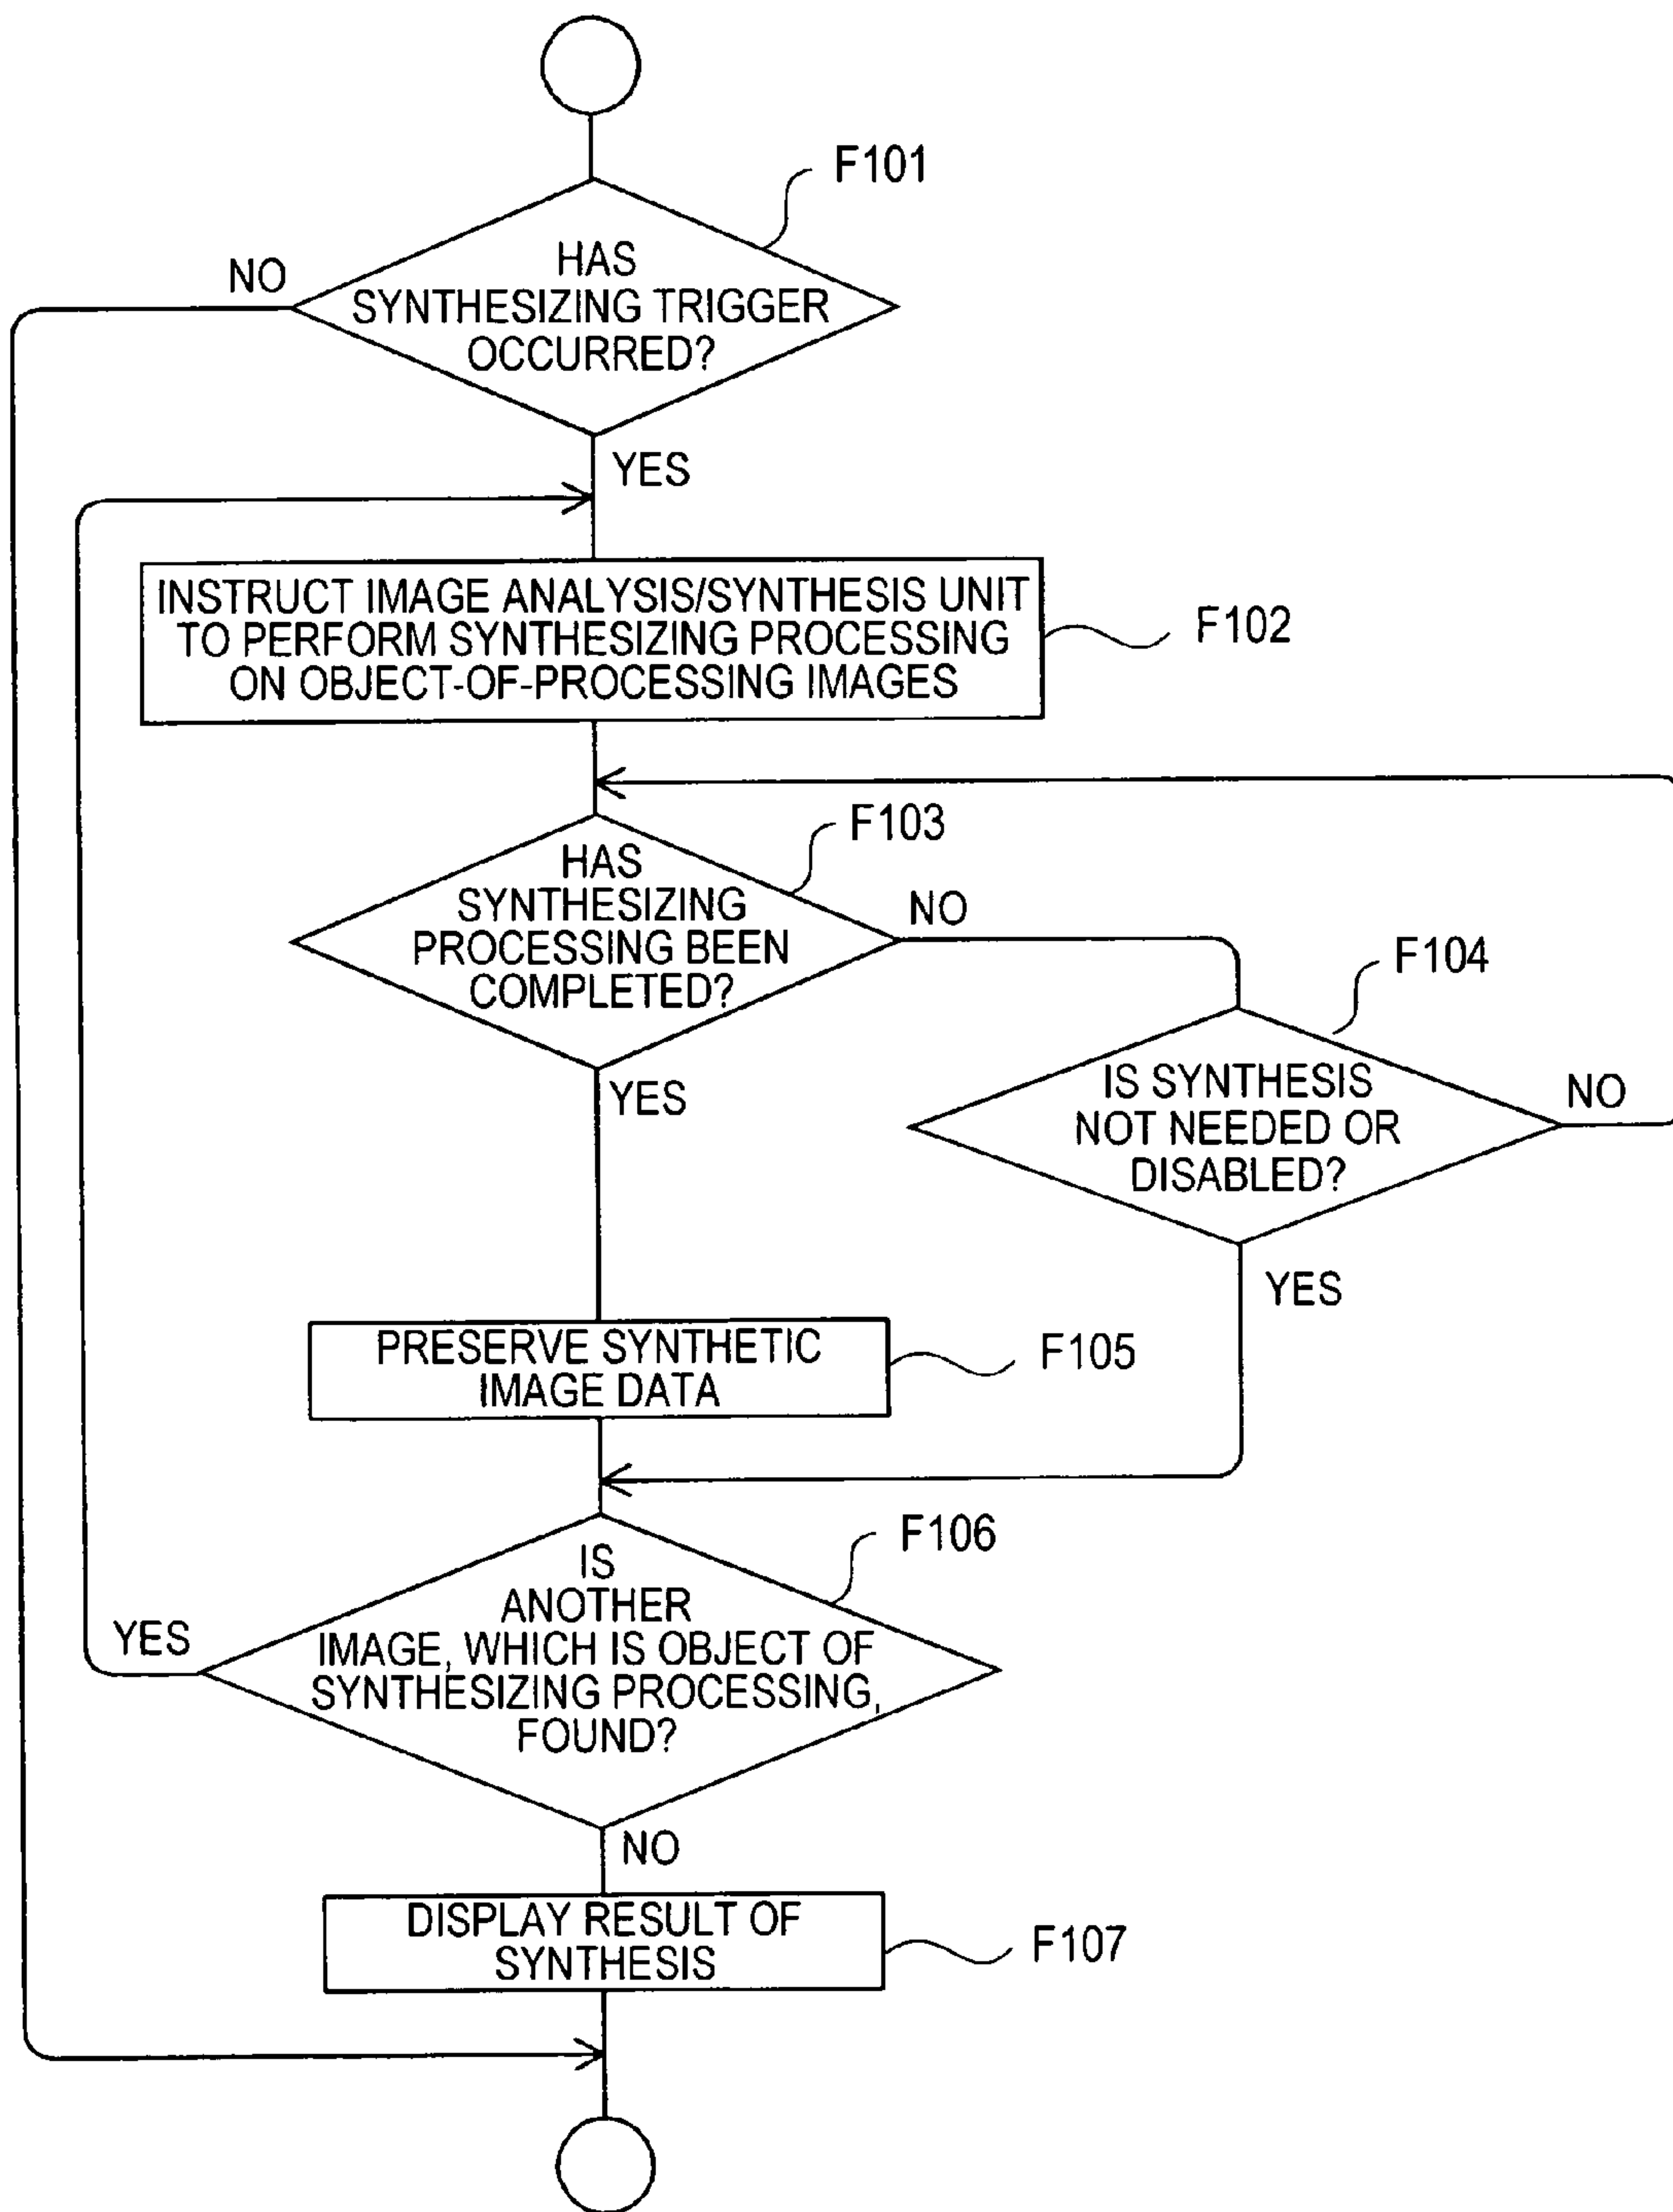 F101
HAS
SYNTHESIZING TRIGGER
OCCURRED?
NO
YES
INSTRUCT IMAGE ANALYSIS/SYNTHESIS UNIT
TO PERFORM SYNTHESIZING PROCESSING
ON OBJECT-OF-PROCESSING IMAGES
F102
F103
HAS
SYNTHESIZING
PROCESSING BEEN
COMPLETED?
NO
YES
F104
IS SYNTHESIS
NOT NEEDED OR
DISABLED?
NO
YES
PRESERVE SYNTHETIC
IMAGE DATA
F105
F106
IS
ANOTHER
IMAGE, WHICH IS OBJECT OF
SYNTHESIZING PROCESSING,
FOUND?
YES
NO
DISPLAY RESULT OF
SYNTHESIS
F107